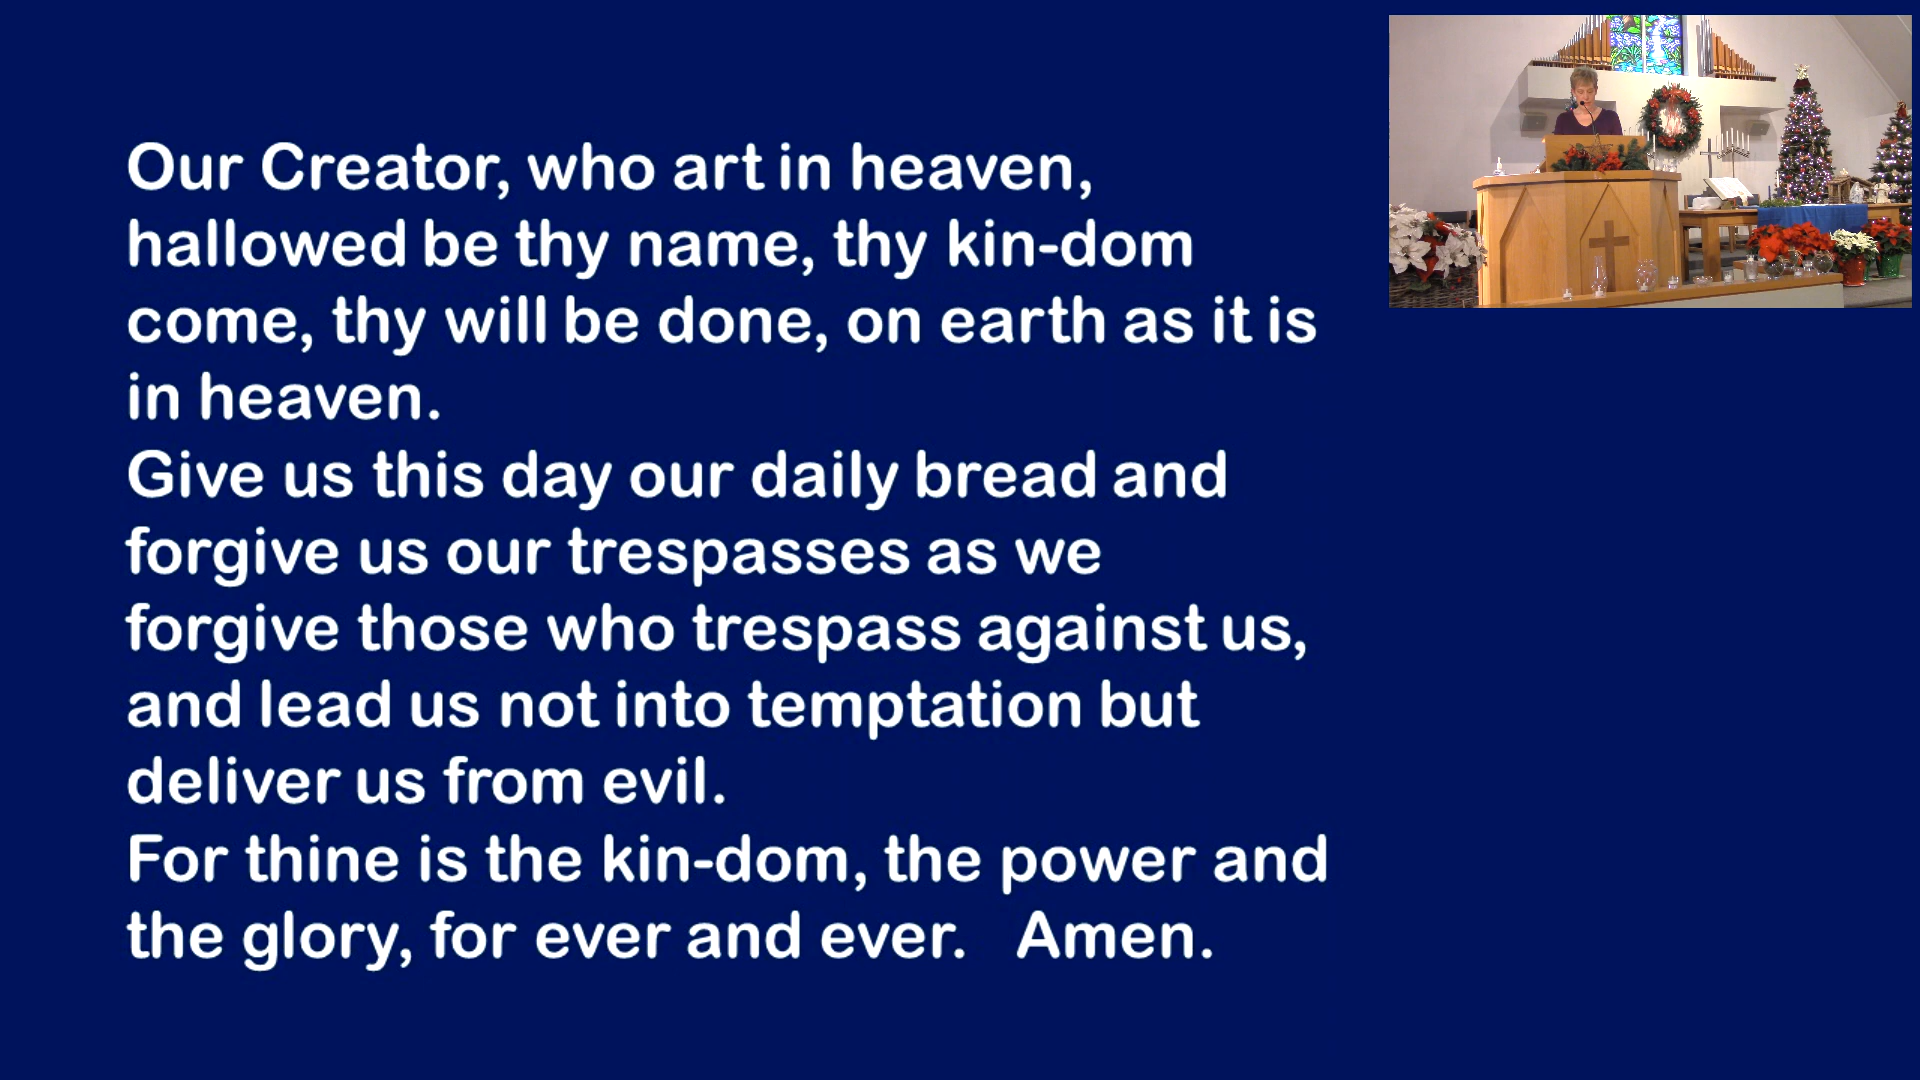 Our Creator, who art in heaven,
hallowed be thy name, thy kin-dom
come, thy will be done, on earth as it is
in heaven.
Give us this day our daily bread and
forgive us our trespasses as we
forgive those who trespass against us,
and lead us not into temptation but
deliver us from evil.
For thine is the kin-dom, the power and
the glory, for ever and ever.   Amen.